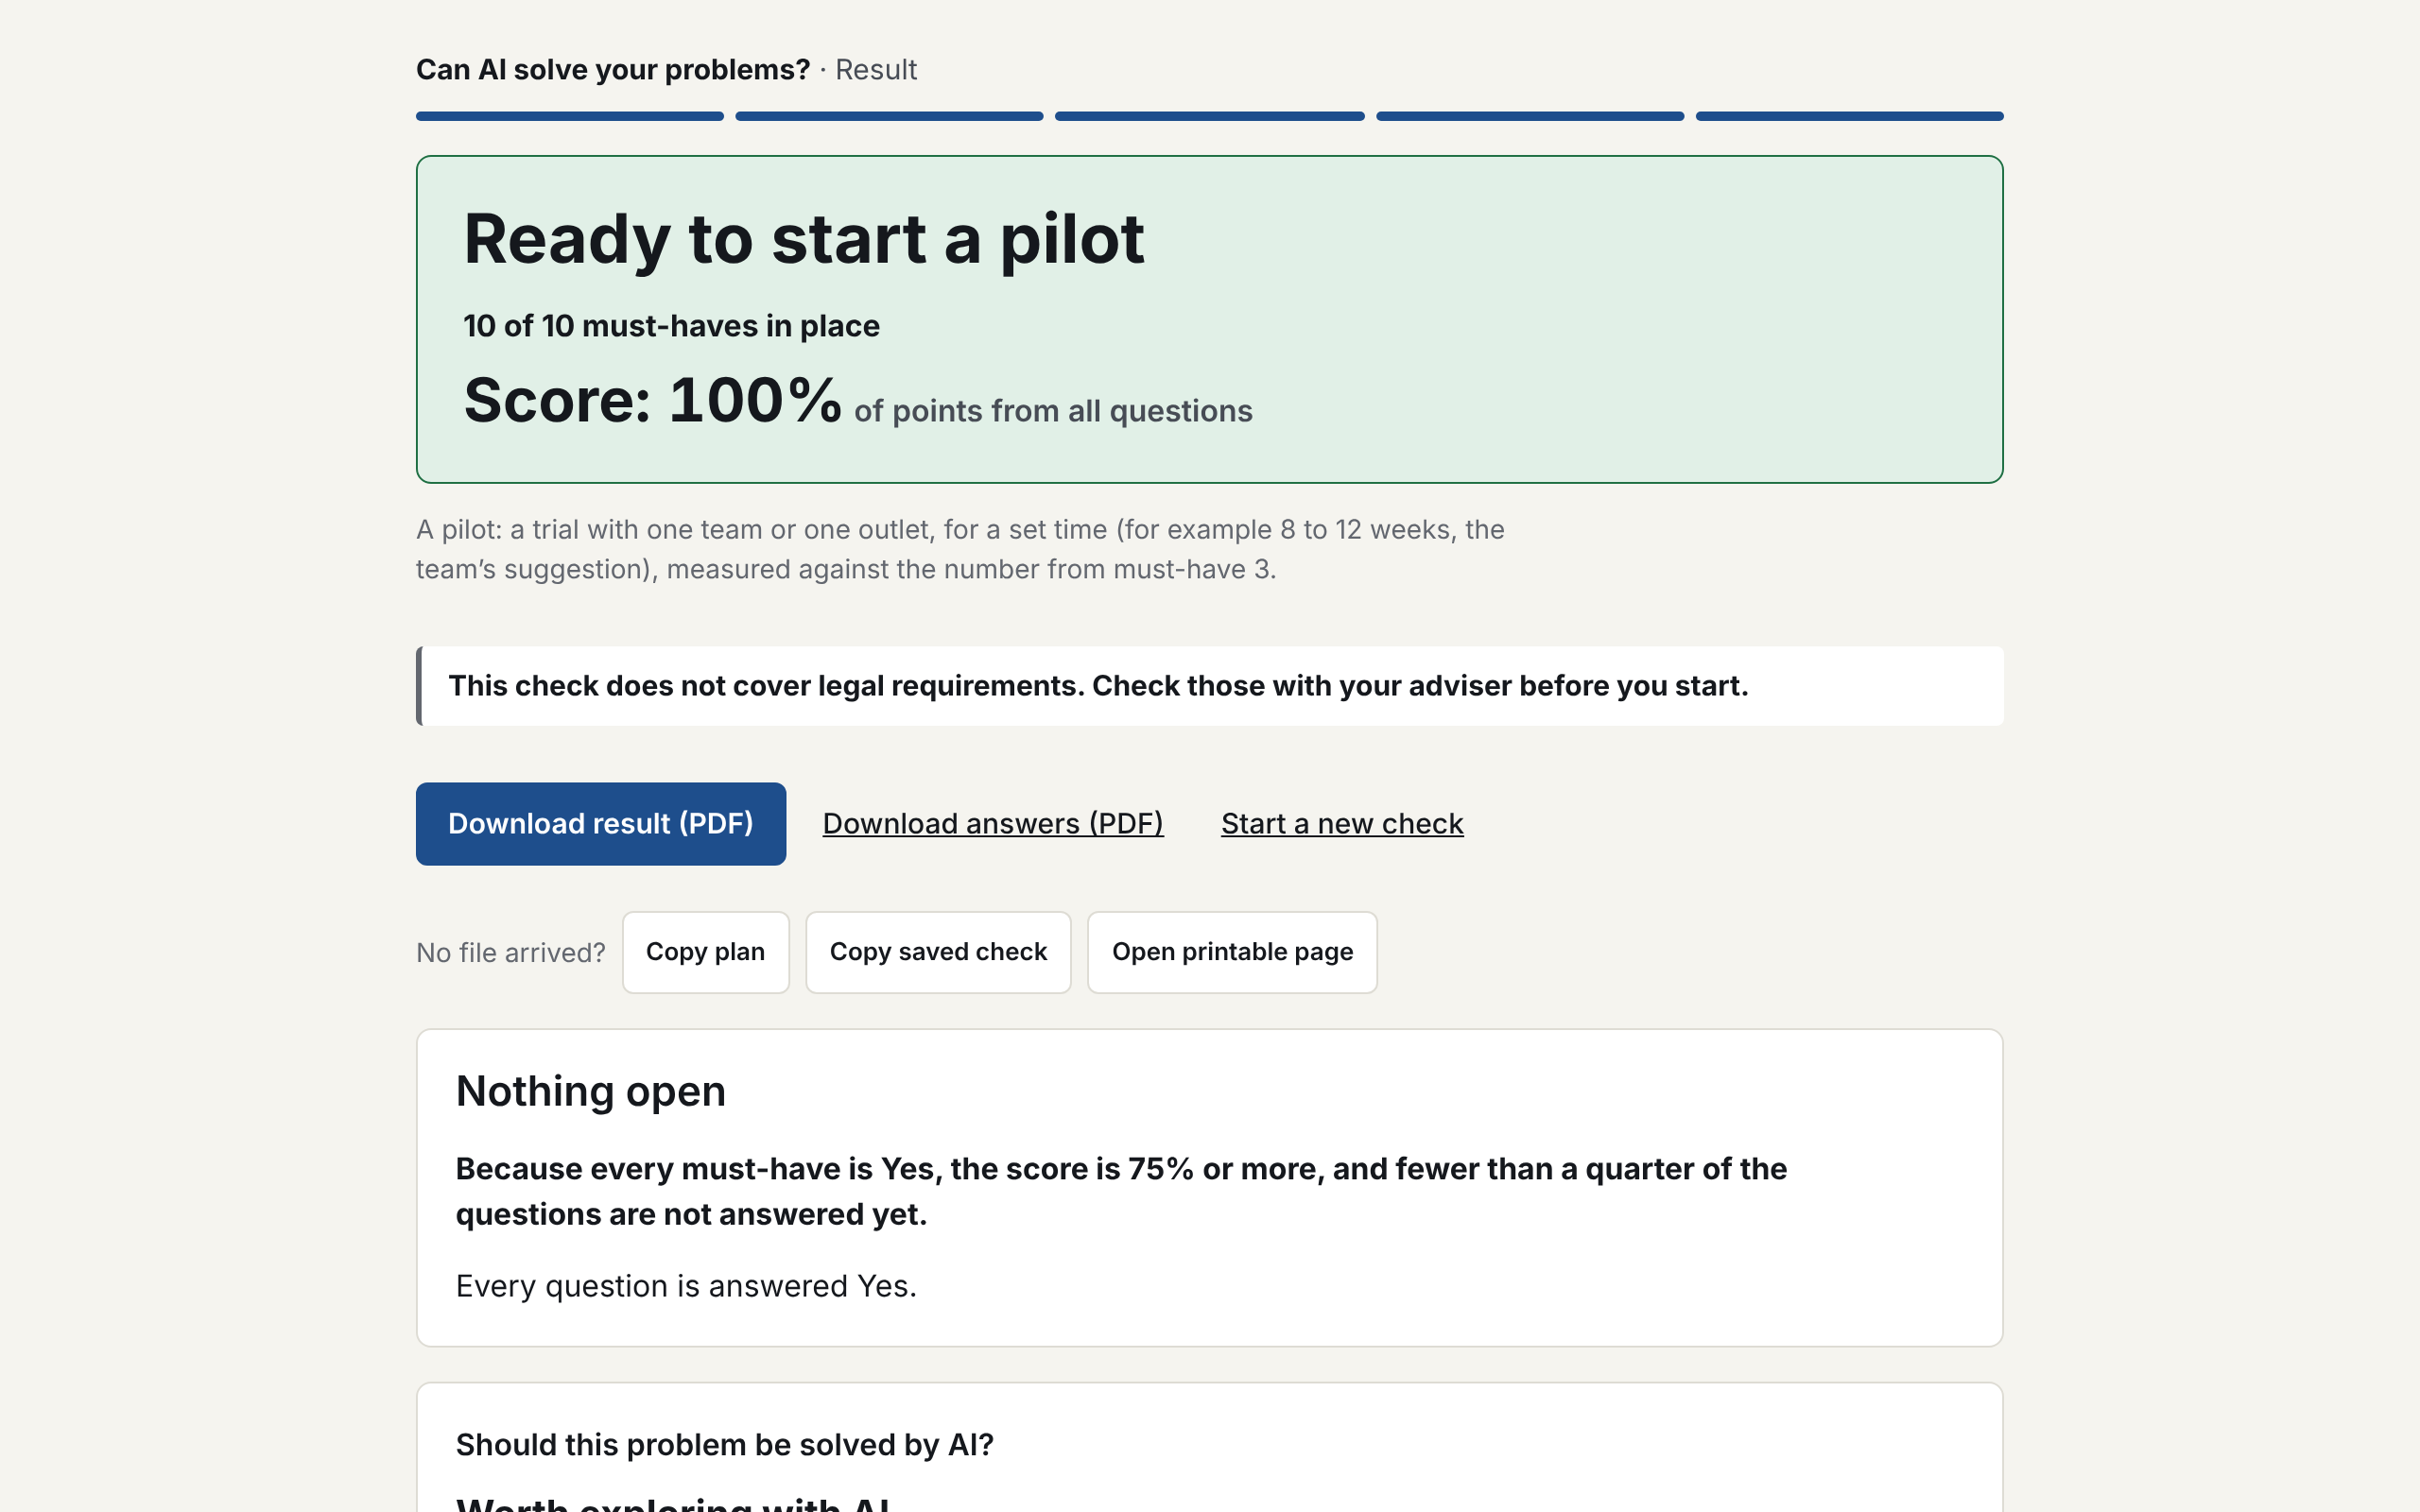 Can AI solve your problems? · Result
Ready to start a pilot
10 of 10 must-haves in place
Score: 100% of points from all questions
A pilot: a trial with one team or one outlet, for a set time (for example 8 to 12 weeks, the
team’s suggestion), measured against the number from must-have 3.
This check does not cover legal requirements. Check those with your adviser before you start.
Download result (PDF) Download answers (PDF) Start a new check
No file arrived? Copy plan Copy saved check Open printable page
Nothing open
Because every must-have is Yes, the score is 75% or more, and fewer than a quarter of the
questions are not answered yet.
Every question is answered Yes.
Should this problem be solved by AI?
Worth exploring with AI